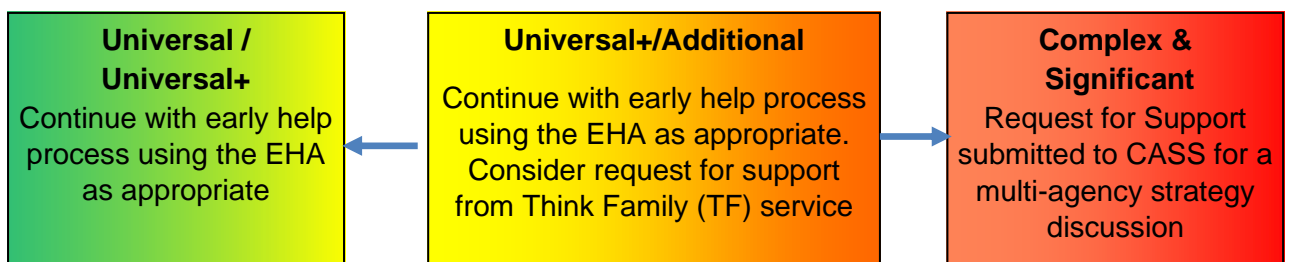 Universal /
Universal+
Continue with early help
process using the EHA
as appropriate
Universal+/Additional
Continue with early help process
using the EHA as appropriate.
Consider request for support
from Think Family (TF) service
Complex &
Significant
Request for Support
submitted to CASS for a
multi-agency strategy
discussion